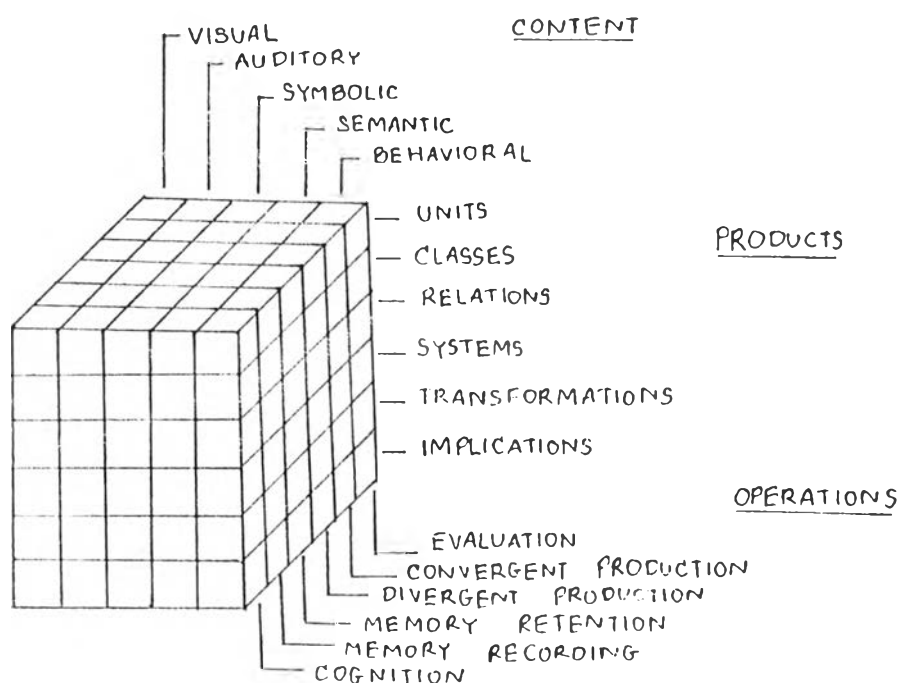 CONTENT
VISUAL
AUDITORY
SYMBOLIC
SEMANTIC
BEHAVIORAL
UNITS
PRODUCTS
CLASSES
RELATIONS
SYSTEMS
TRANSFORMATIONS
IMPLICATIONS
OPERATIONS
EVALUATION
CONVERGENT PRODUCTION
DIVERGENT PRODUCTION
MEMORY RETENTION
MEMORY RECORDING
COGNITION